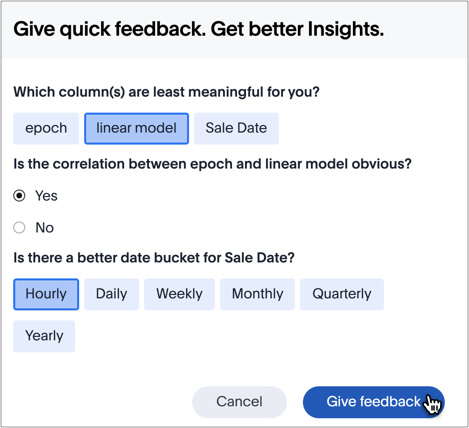 Give quick feedback. Get better Insights.
Which column(s) are least meaningful for you?
epoch linear model Sale Date
Is the correlation between epoch and linear model obvious?
Yes
No
Is there a better date bucket for Sale Date?
Hourly Daily Weekly Monthly Quarterly
Yearly
Cancel Give feedback